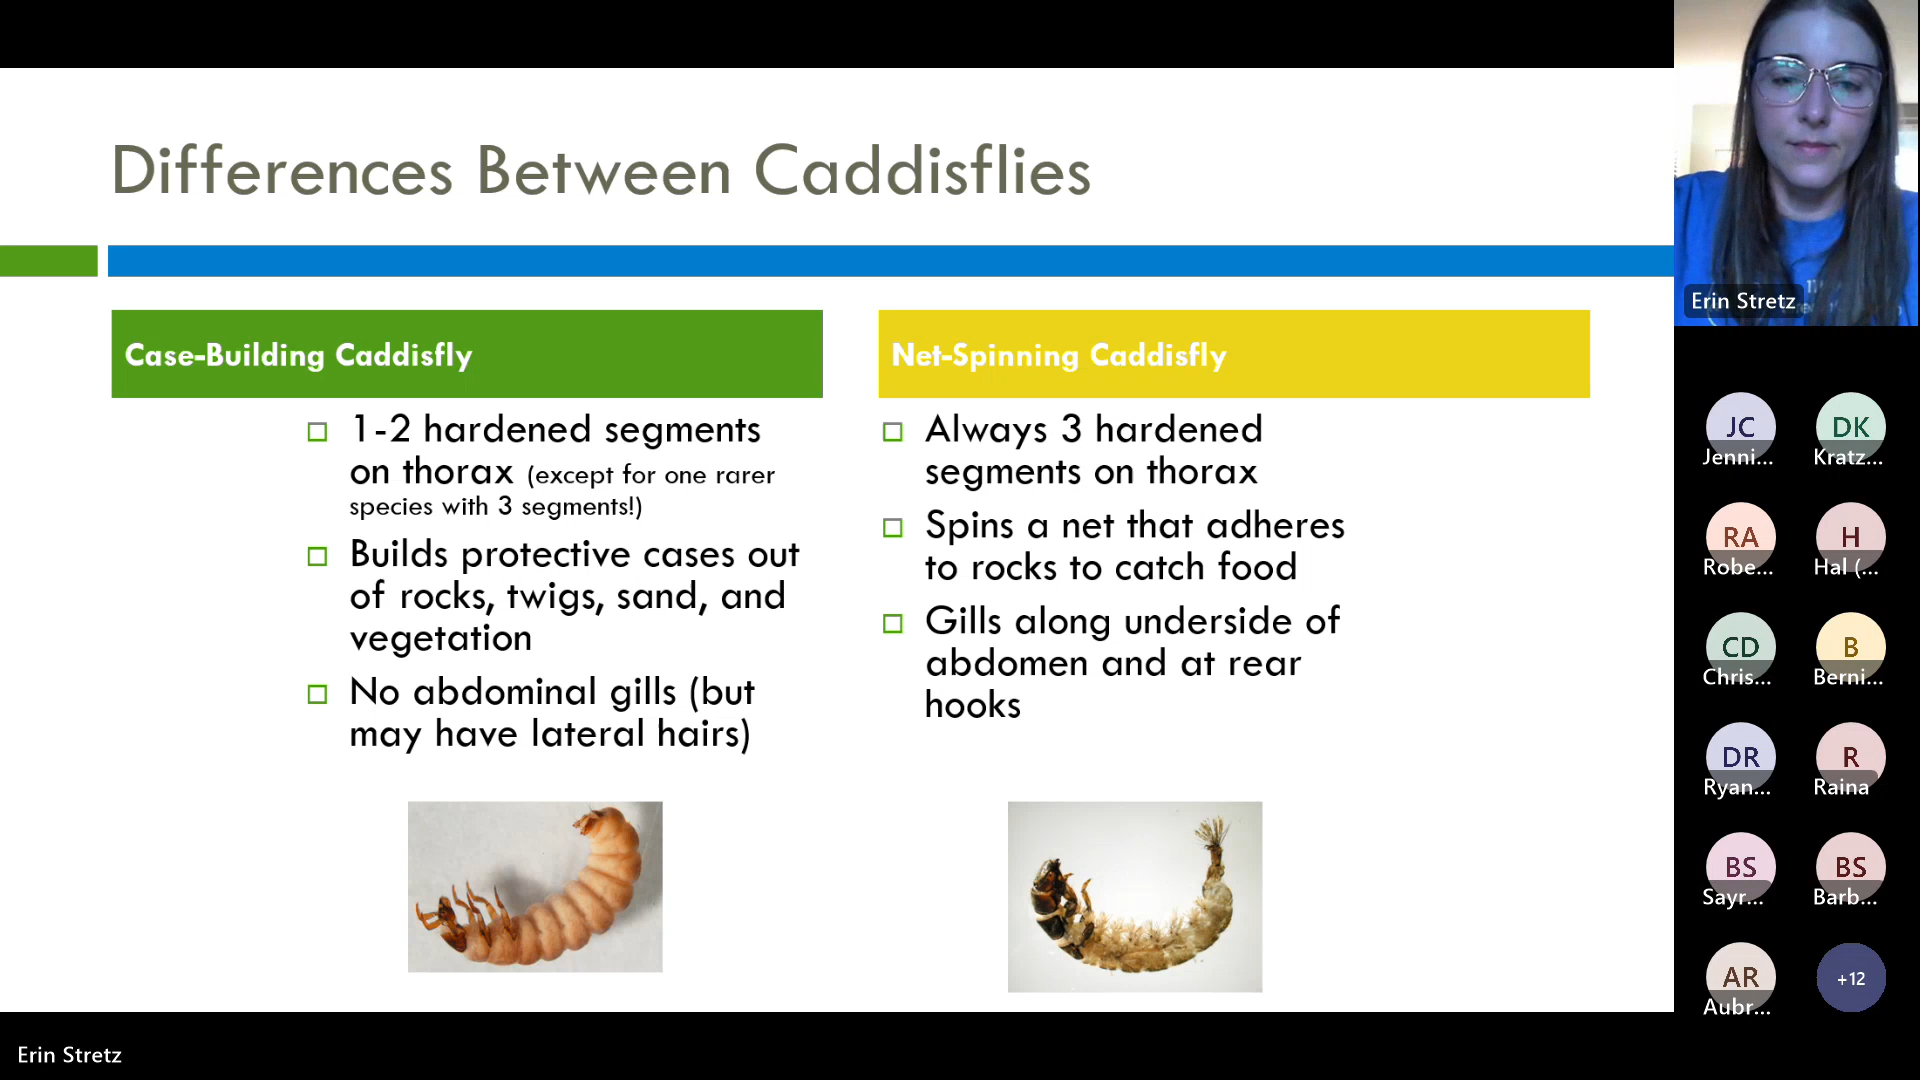 Differences Between Caddisflies
Case-Building Caddisfly
1-2 hardened segments
on thorax (except for one rarer
species with 3 segments!)
Builds protective cases out
of rocks, twigs, sand, and
vegetation
No abdominal gills (but
may have lateral hairs)
Net-Spinning Caddisfly
Always 3 hardened
segments on thorax
Spins a net that adheres
to rocks to catch food
Gills along underside of
abdomen and at rear
hooks
Erin Stretz
JC
Jenni...
DK
Kratz...
RA
Robe...
H
Hal (...
CD
Chris...
B
Berni...
DR
Ryan...
R
Raina
BS
Sayr...
BS
Barb...
AR
Aubr...
+12
Erin Stretz